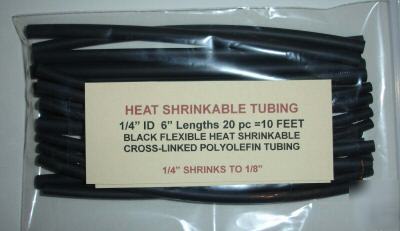 HEAT SHRINKABLE TUBING
1/4” ID 6” Lengths 20 pc =10 FEET
BLACK FLEXIBLE HEAT SHRINKABLE
CROSS-LINKED POLYOLEFIN TUBING
1/4” SHRINKS TO 1/8”